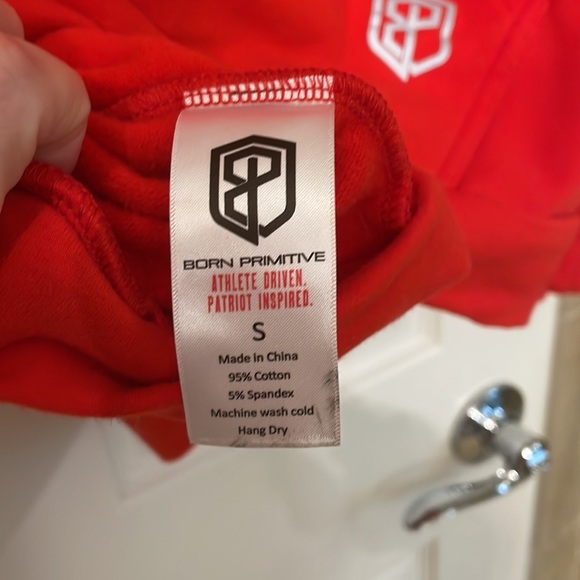 BORN PRIMITIVE
ATHLETE DRIVEN.
PATRIOT INSPIRED.
S
Made in China
95% Cotton
5% Spandex
Machine wash cold
Hang Dry